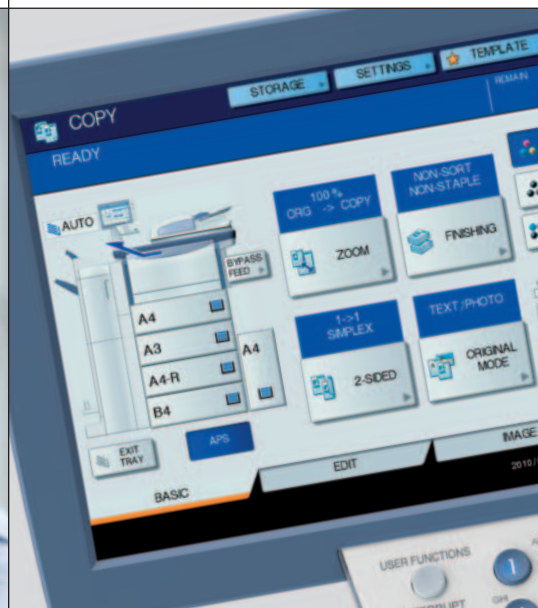 STORAGE
SETTINGS
TEMPLATE
COPY
READY
REMAIN
AUTO
BYPASS
FEED
A4
A3
A4-R
B4
A4
EXIT
TRAY
APS
100 %
ORG -> COPY
ZOOM
NON-SORT
NON-STAPLE
FINISHING
1->1
SIMPLEX
2-SIDED
TEXT/PHOTO
ORIGINAL
MODE
BASIC
EDIT
IMAGE
2010/
USER FUNCTIONS
1
GHI